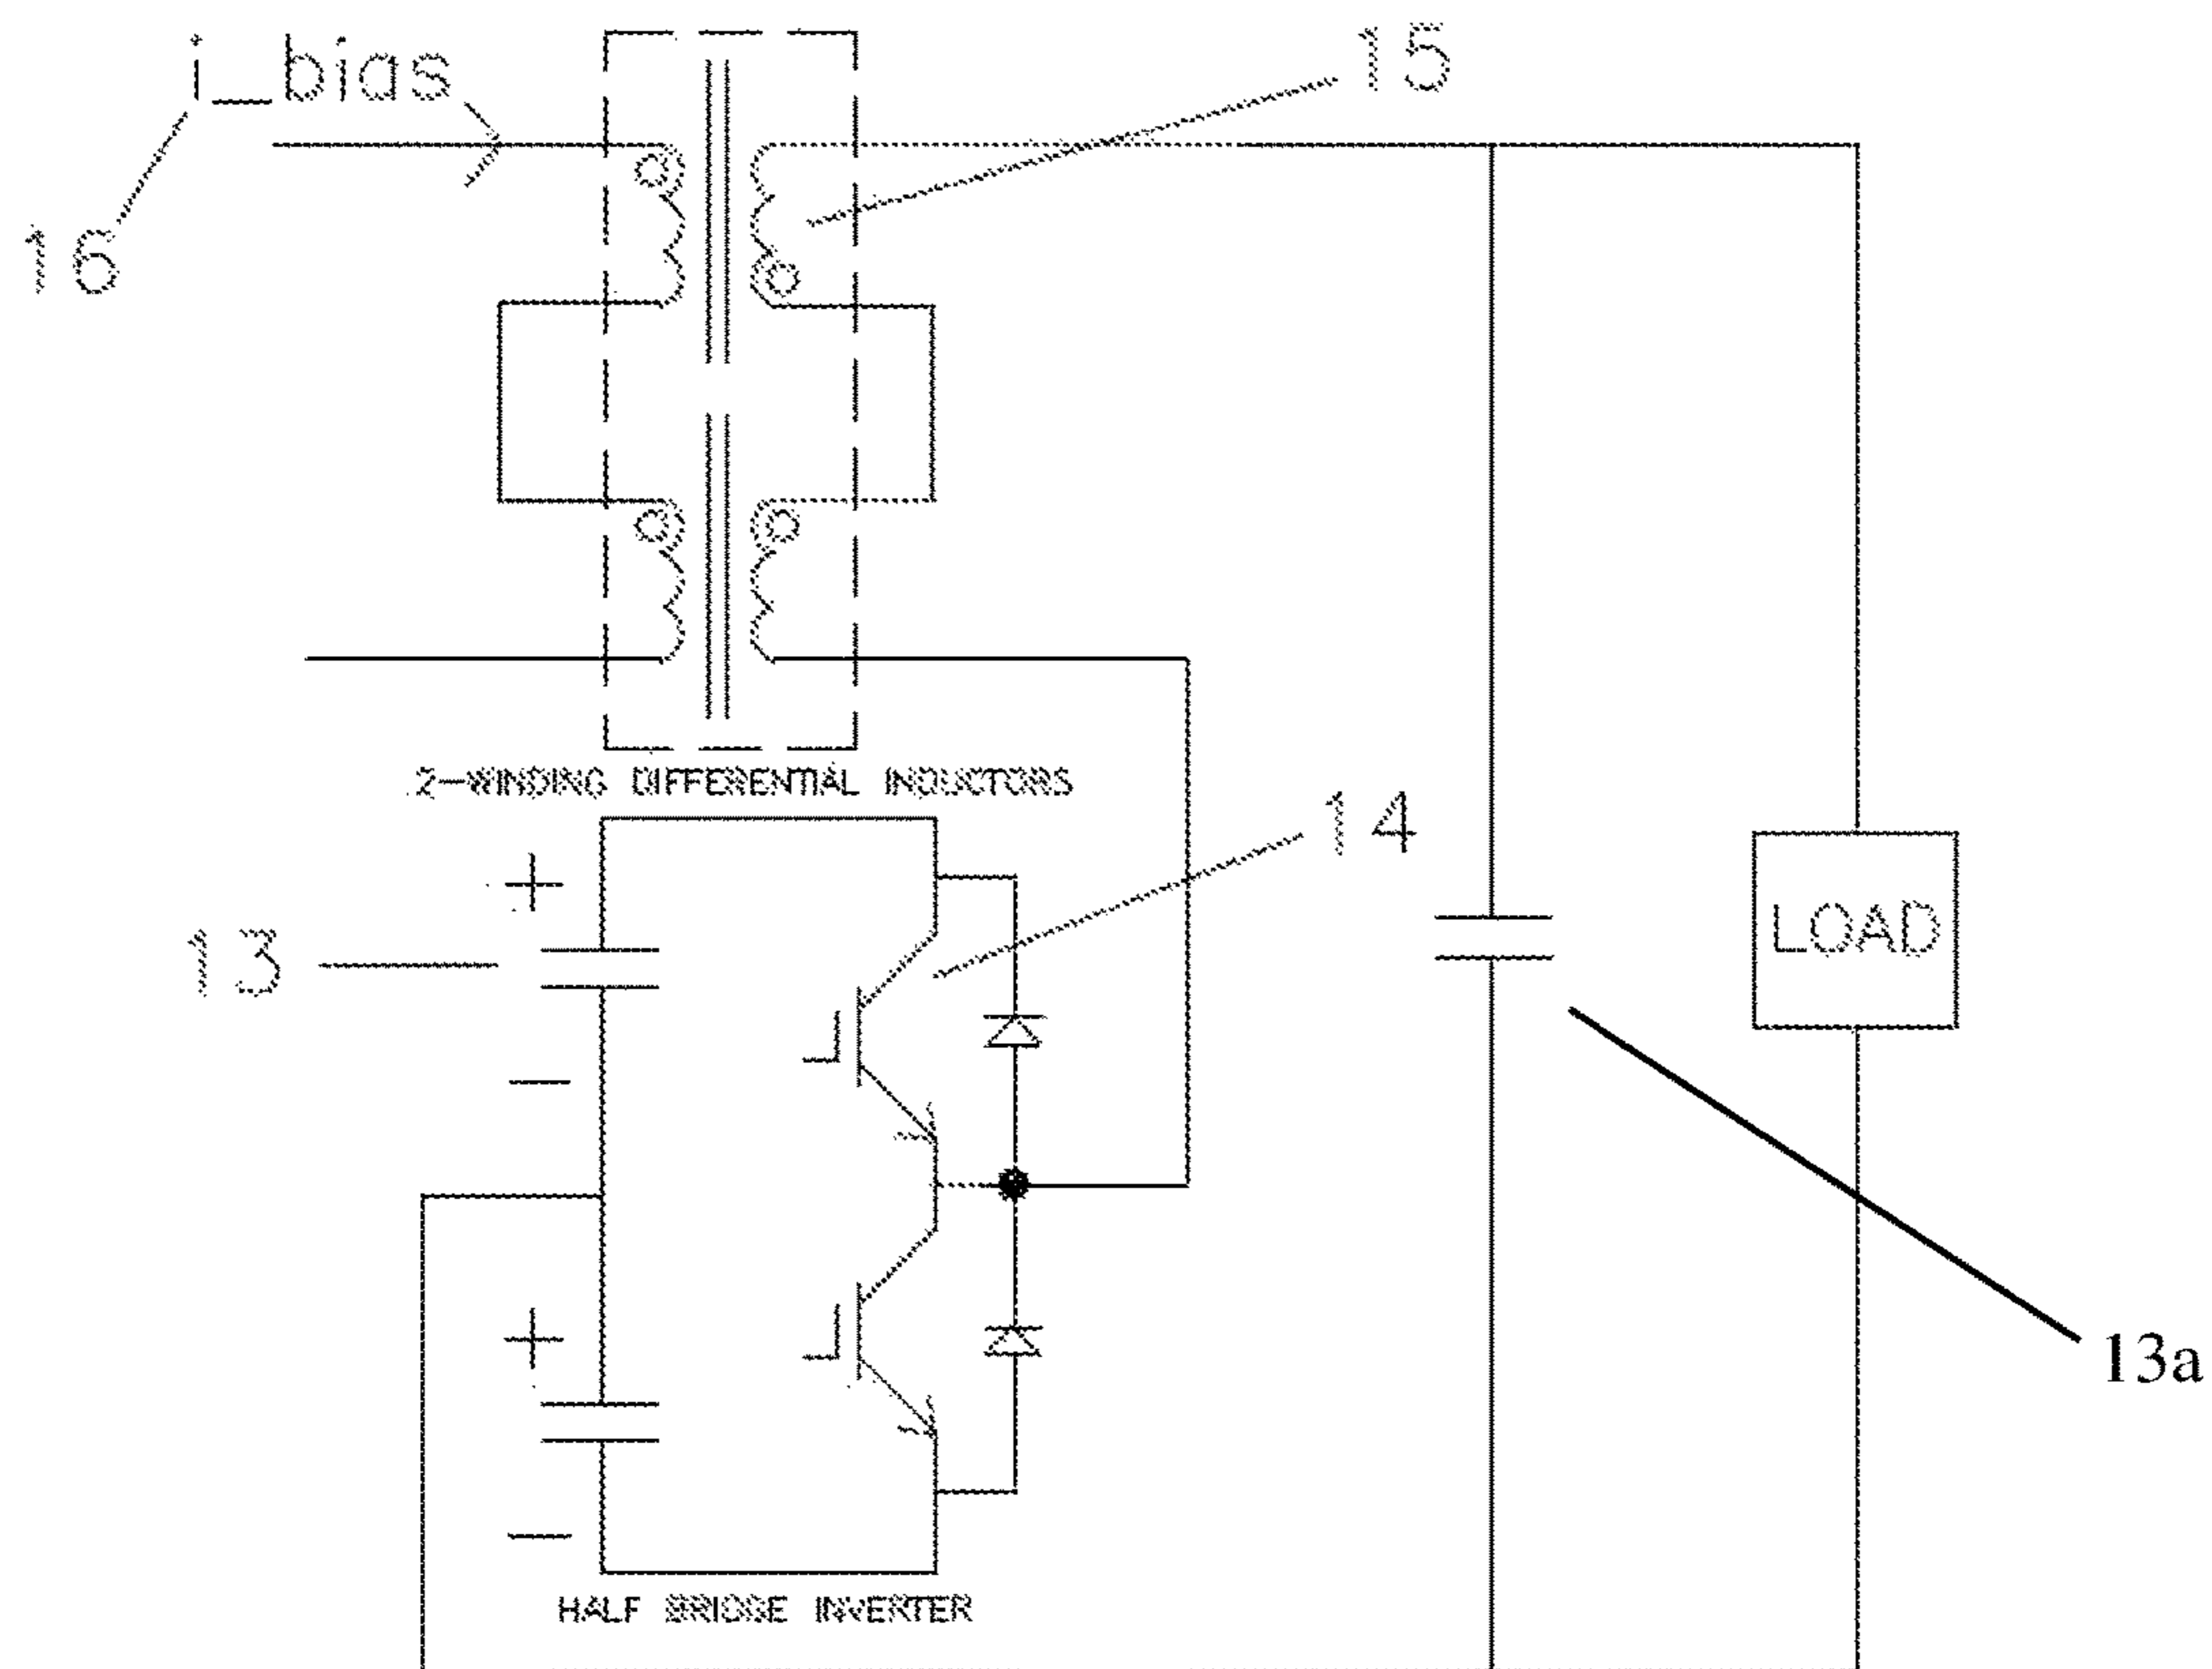 i_bias
15
16
2-WINDING DIFFERENTIAL INDUCTORS
14
+
13
LOAD
−
+
13a
−
HALF BRIDGE INVERTER